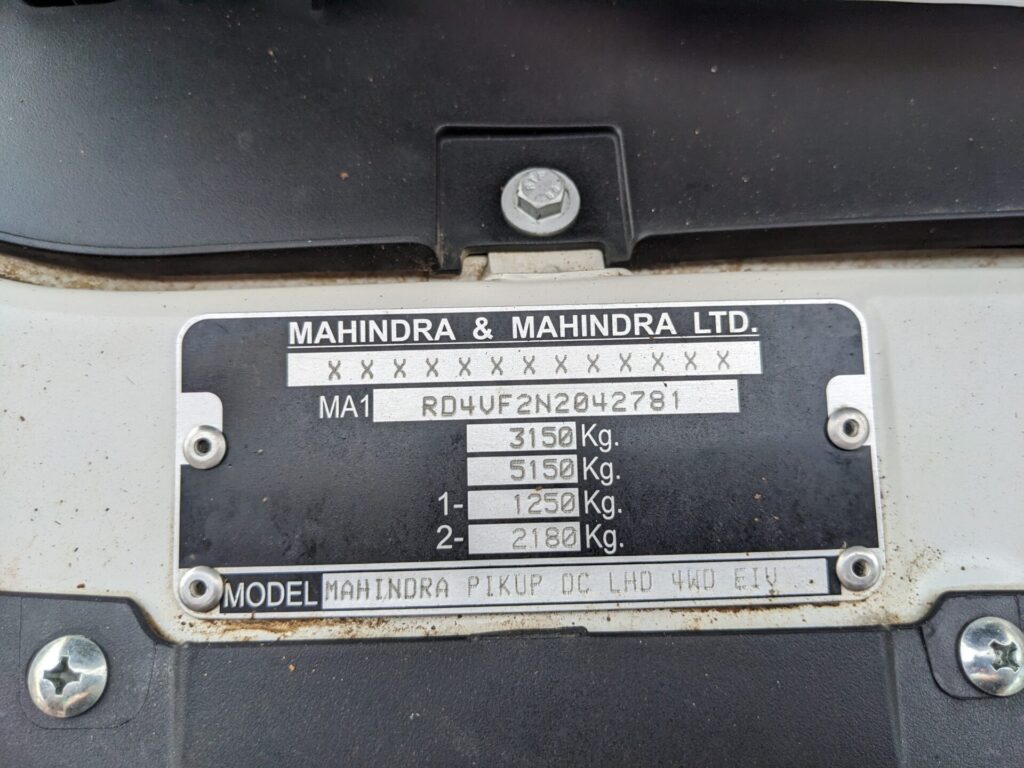 MAHINDRA & MAHINDRA LTD.
X X X X X X X X X X X X X
MA1 RD4VF2N2042781
3150 Kg.
5150 Kg.
1- 1250 Kg.
2- 2180 Kg.
MODEL MAHINDRA PIKUP DC LHD 4WD EIV .